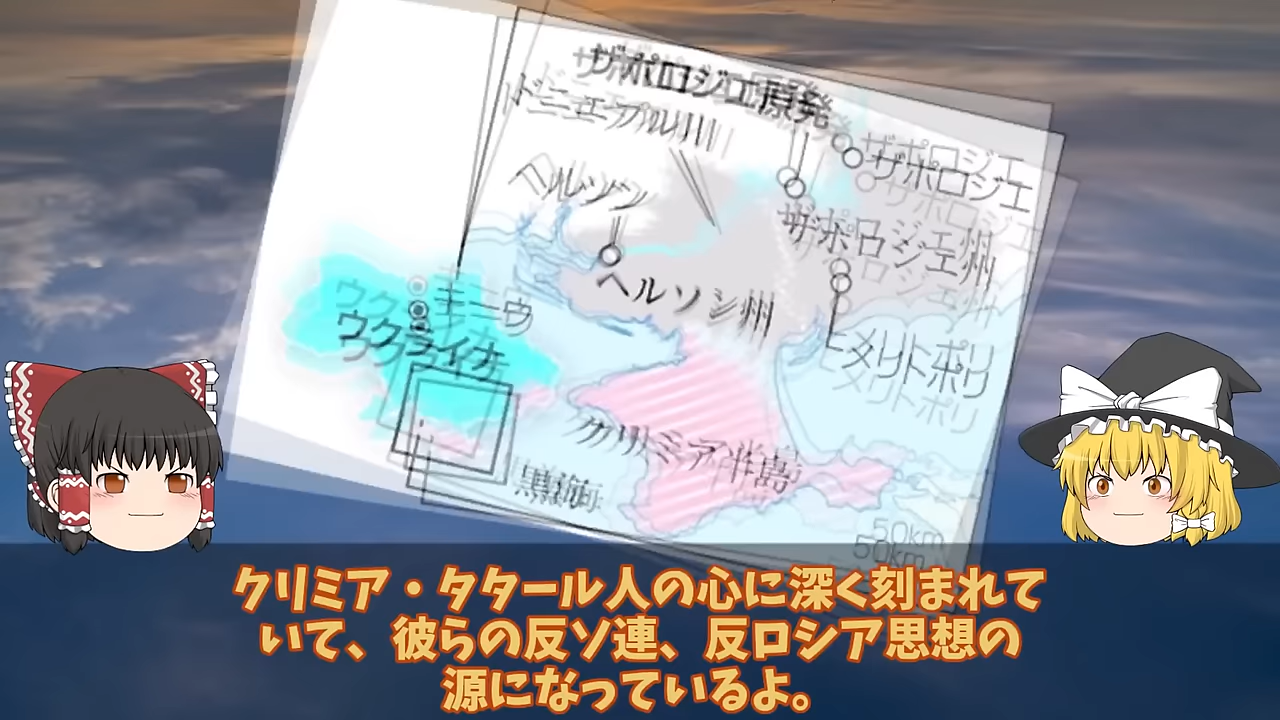 ザポロジエ原発
ドニエプル川
ザポロジエ
ヘルソン
ザポロジエ州
ヘルソン州
キーウ
ウクライナ
メリトポリ
クリミア半島
黒海
50km
クリミア・タタール人の心に深く刻まれて
いて、彼らの反ソ連、反ロシア思想の
源になっているよ。